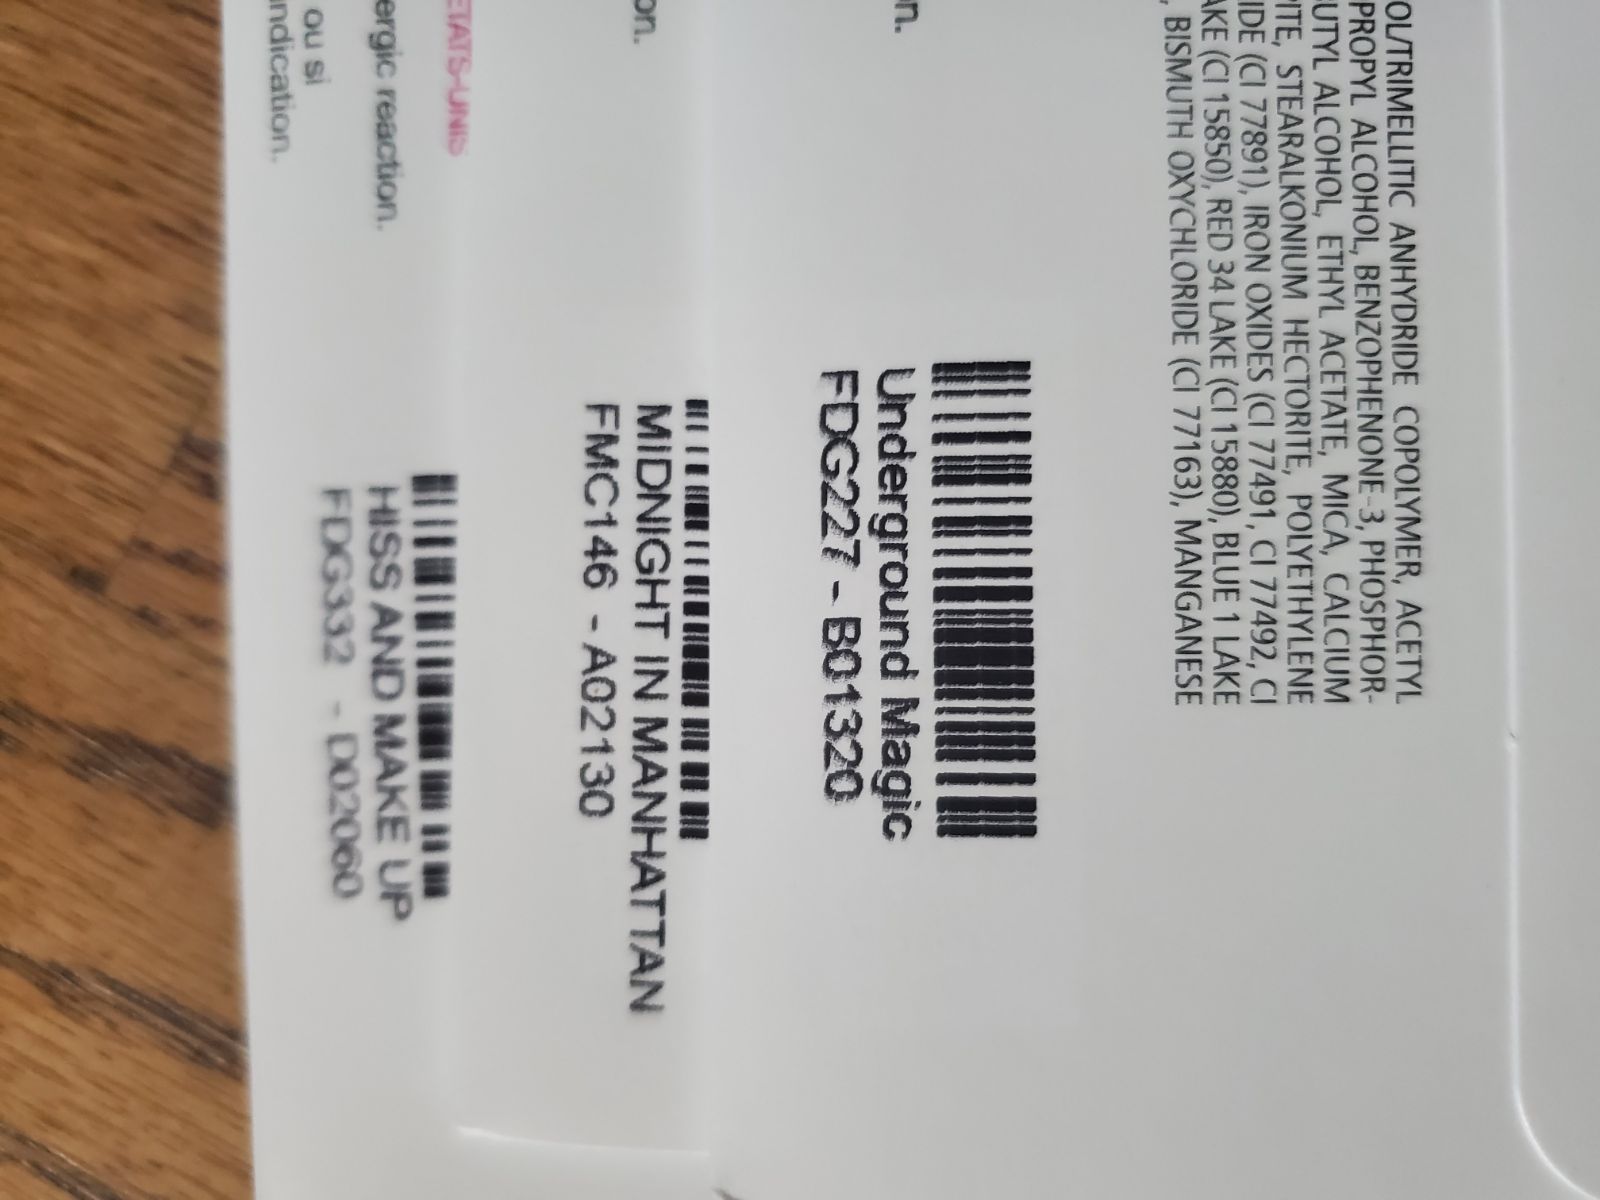 OL/TRIMELLITIC ANHYDRIDE COPOLYMER, ACETYL
PROPYL ALCOHOL, BENZOPHENONE-3, PHOSPHOR-
BUTYL ALCOHOL, ETHYL ACETATE, MICA, CALCIUM
ITE, STEARALKONIUM HECTORITE, POLYETHYLENE
IDE (CI 77891), IRON OXIDES (CI 77491, CI 77492, CI
AKE (CI 15850), RED 34 LAKE (CI 15880), BLUE 1 LAKE
, BISMUTH OXYCHLORIDE (CI 77163), MANGANESE
n.
Underground Magic
FDG227 - B01320
on.
MIDNIGHT IN MANHATTAN
FMC146 - A02130
ETATS-UNIS
ergic reaction.
ou si
ndication.
HISS AND MAKE UP
FDG332 - D02060